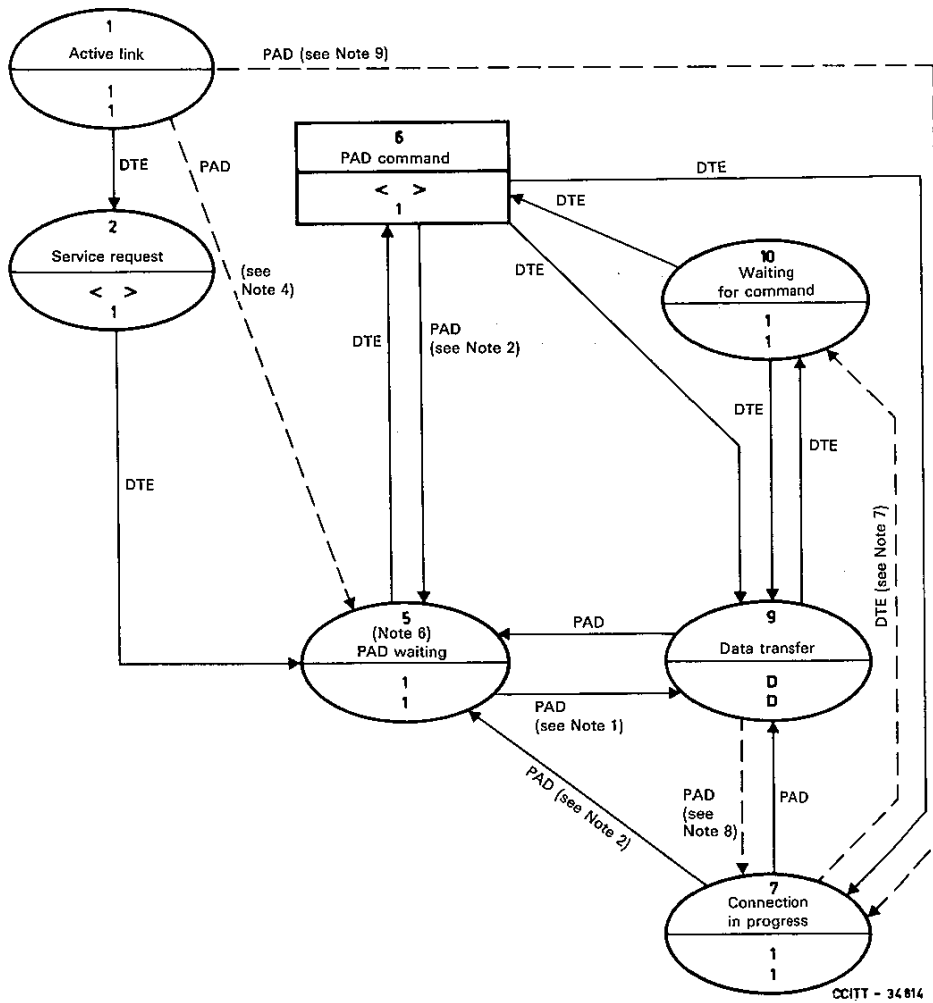 1
Active link
1
1
PAD (see Note 9)
DTE
PAD
6
PAD command
< >
1
DTE
DTE
2
Service request
< >
1
(see
Note 4)
DTE
10
Waiting
for command
1
1
DTE
PAD
(see Note 2)
DTE
DTE
DTE
DTE (see Note 7)
5
(Note 6)
PAD waiting
1
1
PAD
9
Data transfer
D
D
PAD
(see Note 1)
PAD (see Note 2)
PAD
(see
Note 8)
PAD
7
Connection
in progress
1
1
CCITT - 34814